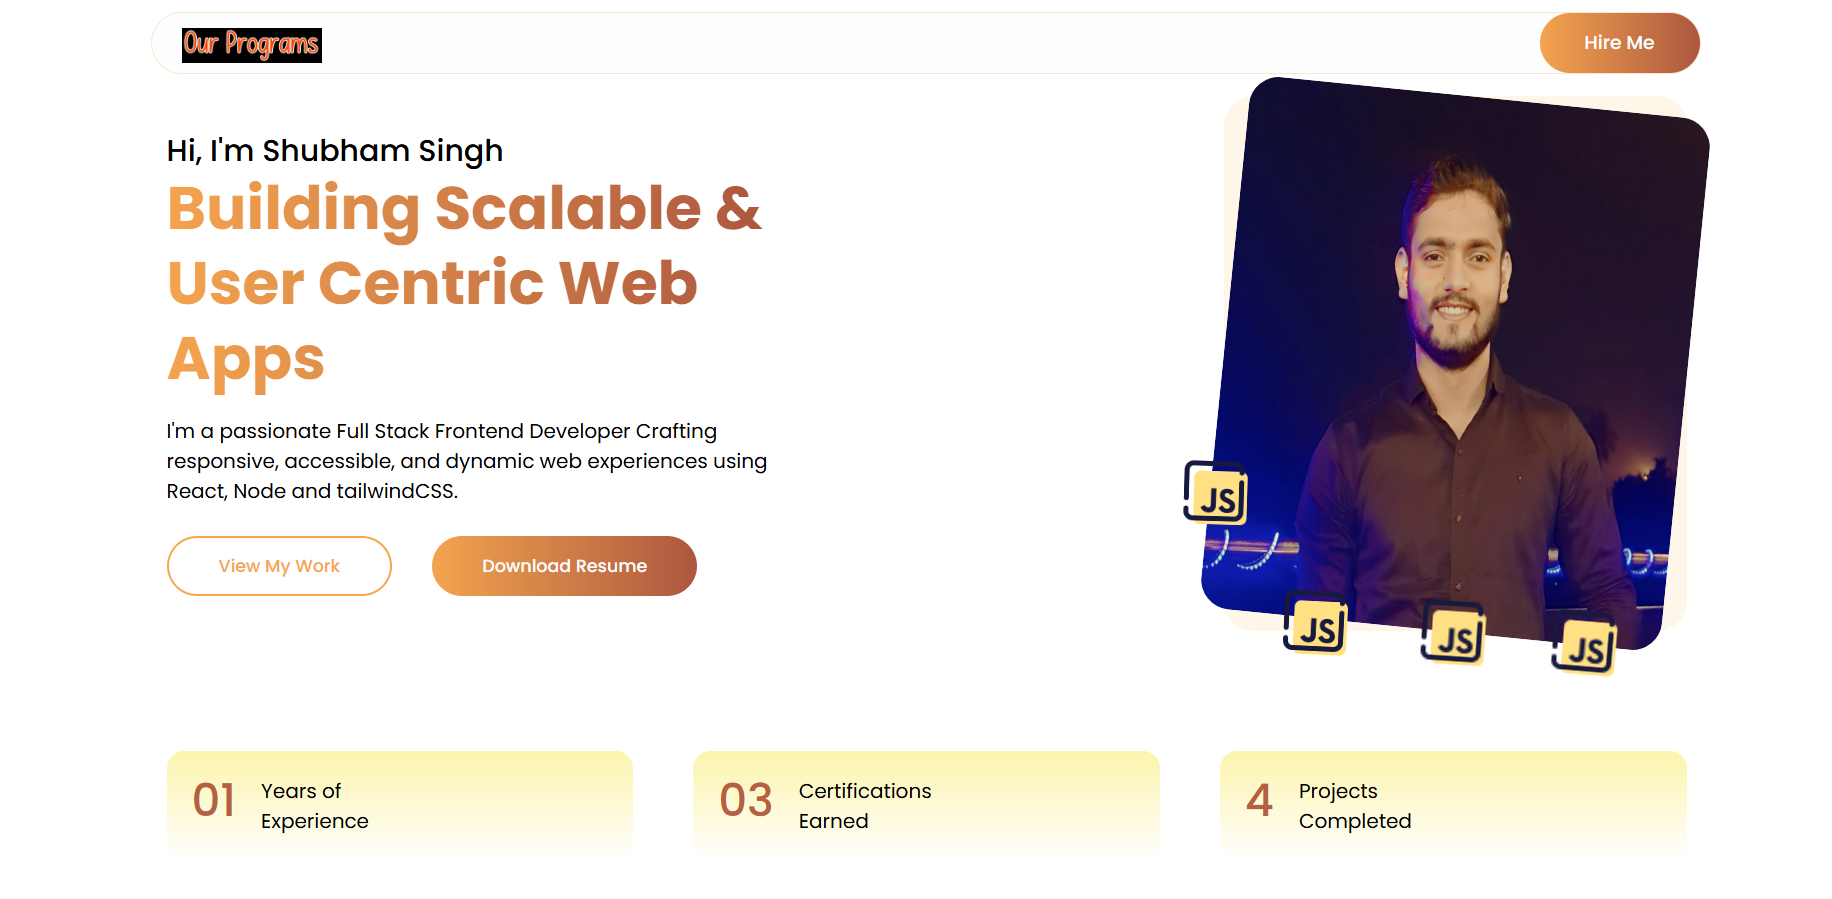 Our Programs
Hire Me
Hi, I'm Shubham Singh
Building Scalable &
User Centric Web
Apps
I'm a passionate Full Stack Frontend Developer Crafting
responsive, accessible, and dynamic web experiences using
React, Node and tailwindCSS.
View My Work
Download Resume
JS
JS
JS
JS
01
Years of
Experience
03
Certifications
Earned
4
Projects
Completed